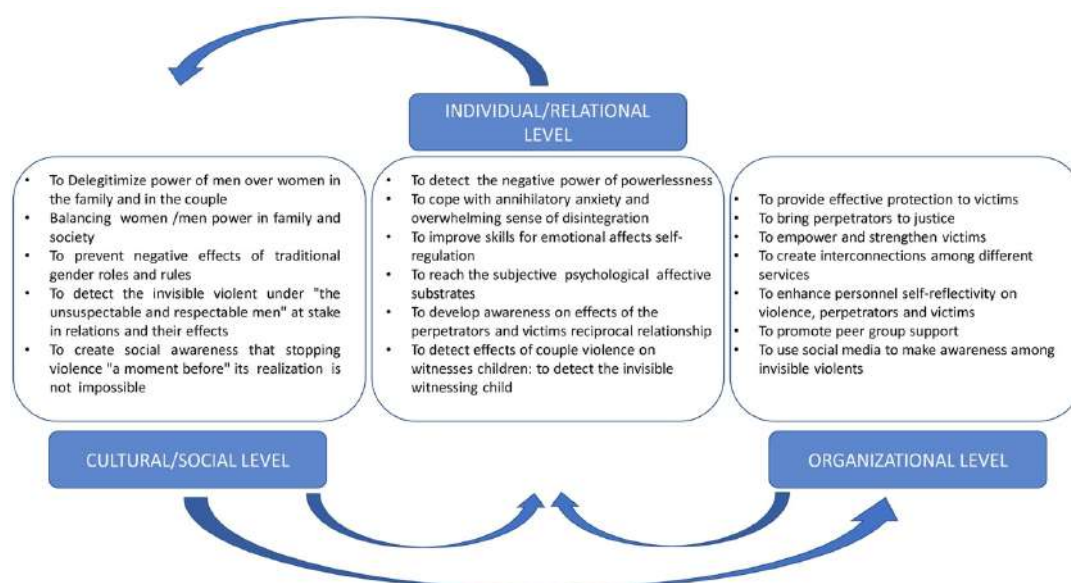 INDIVIDUAL/RELATIONAL
LEVEL
• To Delegitimize power of men over women in
the family and in the couple
• Balancing women /men power in family and
society
• To prevent negative effects of traditional
gender roles and rules
• To detect the invisible violent under "the
unsuspectable and respectable men" at stake
in relations and their effects
• To create social awareness that stopping
violence "a moment before" its realization is
not impossible
CULTURAL/SOCIAL LEVEL
• To detect the negative power of powerlessness
• To cope with annihilatory anxiety and
overwhelming sense of disintegration
• To improve skills for emotional affects self-
regulation
• To reach the subjective psychological affective
substrates
• To develop awareness on effects of the
perpetrators and victims reciprocal relationship
• To detect effects of couple violence on
witnesses children: to detect the invisible
witnessing child
• To provide effective protection to victims
• To bring perpetrators to justice
• To empower and strengthen victims
• To create interconnections among different
services
• To enhance personnel self-reflectivity on
violence, perpetrators and victims
• To promote peer group support
• To use social media to make awareness among
invisible violents
ORGANIZATIONAL LEVEL